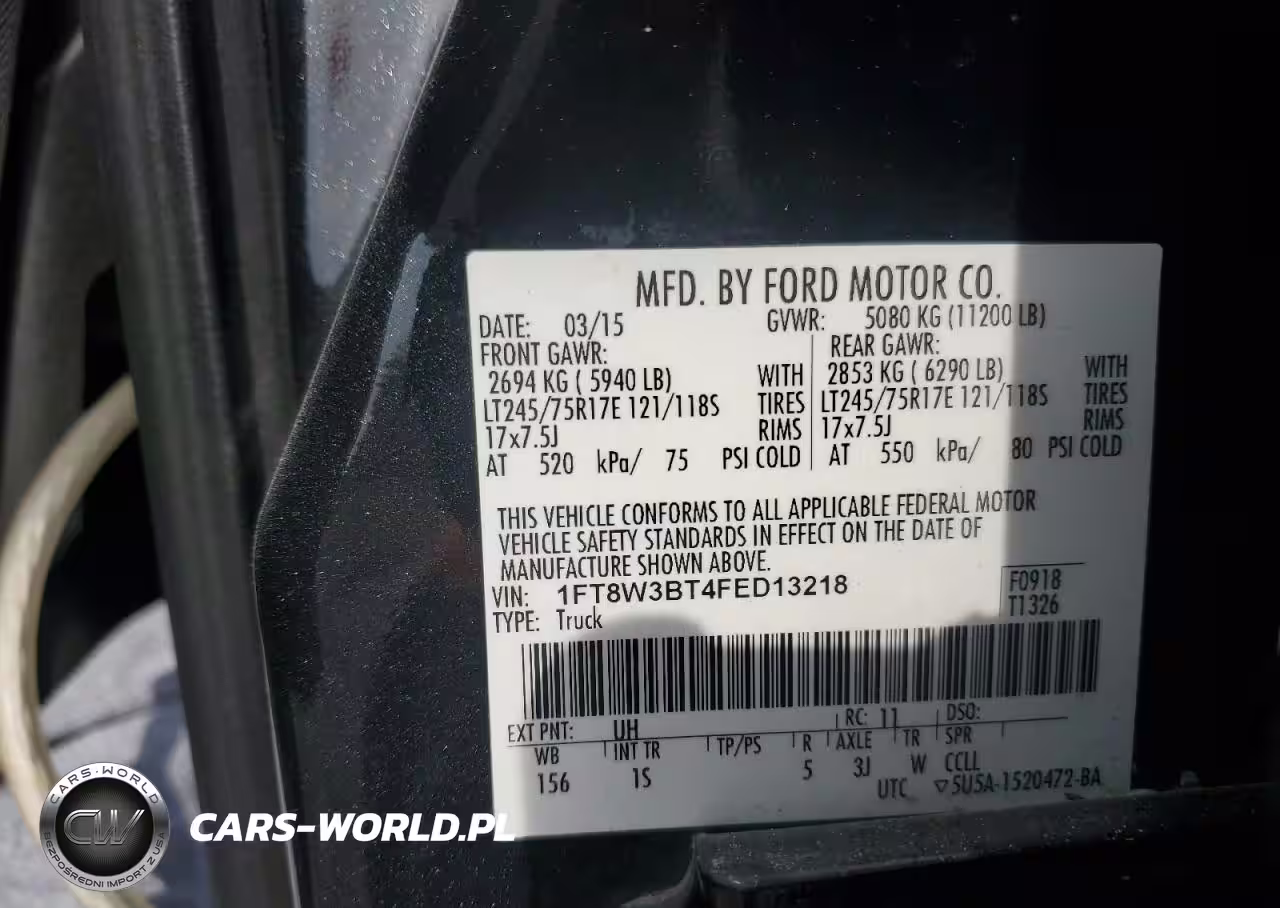 MFD. BY FORD MOTOR CO.
DATE: 03/15 GVWR: 5080 KG (11200 LB)
FRONT GAWR: REAR GAWR:
2694 KG ( 5940 LB) WITH 2853 KG ( 6290 LB) WITH
LT245/75R17E 121/118S TIRES LT245/75R17E 121/118S TIRES
17x7.5J RIMS 17x7.5J RIMS
AT 520 kPa/ 75 PSI COLD AT 550 kPa/ 80 PSI COLD
THIS VEHICLE CONFORMS TO ALL APPLICABLE FEDERAL MOTOR
VEHICLE SAFETY STANDARDS IN EFFECT ON THE DATE OF
MANUFACTURE SHOWN ABOVE.
VIN: 1FT8W3BT4FED13218 F0918
TYPE: Truck T1326
EXT PNT: UH RC: 11 DSO:
WB INT TR TP/PS R AXLE TR SPR
156 1S 5 3J W CCLL
UTC ▽5U5A-1520472-BA
CARS-WORLD
CW
BEZPOŚREDNI IMPORT Z USA
CARS-WORLD.PL